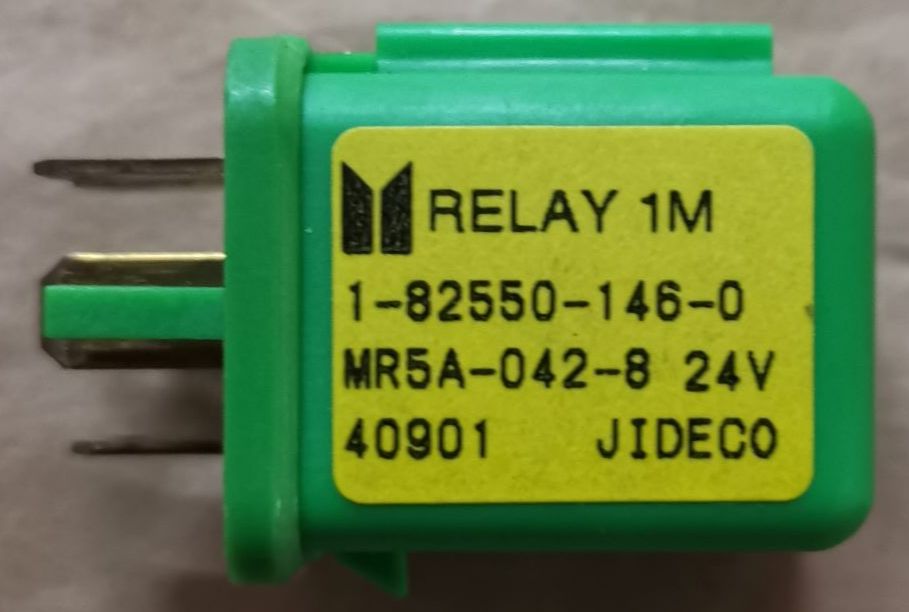 RELAY 1M
1-82550-146-0
MR5A-042-8 24V
40901 JIDECO